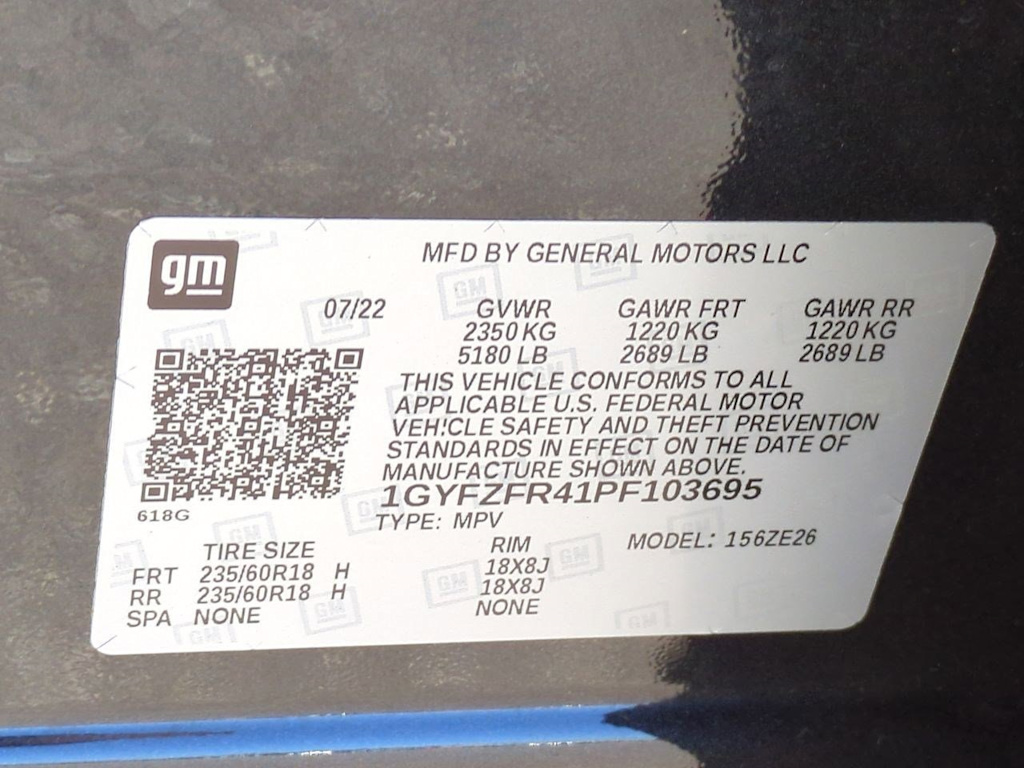 gm
MFD BY GENERAL MOTORS LLC
07/22 GVWR GAWR FRT GAWR RR
2350 KG 1220 KG 1220 KG
5180 LB 2689 LB 2689 LB
THIS VEHICLE CONFORMS TO ALL
APPLICABLE U.S. FEDERAL MOTOR
VEHICLE SAFETY AND THEFT PREVENTION
STANDARDS IN EFFECT ON THE DATE OF
MANUFACTURE SHOWN ABOVE.
1GYFZFR41PF103695
618G
TYPE: MPV
TIRE SIZE RIM MODEL: 156ZE26
FRT 235/60R18 H 18X8J
RR 235/60R18 H 18X8J
SPA NONE NONE